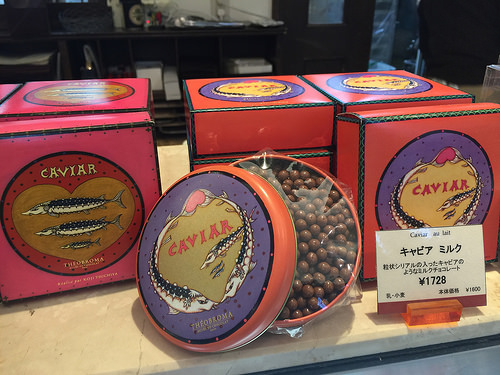 CAVIAR
THEOBROMA
CAVIAR
THEOBROMA
CAVIAR
Caviar au lait
キャビア ミルク
粒状シリアルの入ったキャビアの
ようなミルクチョコレート
¥1728
乳・小麦 本体価格 ¥1600